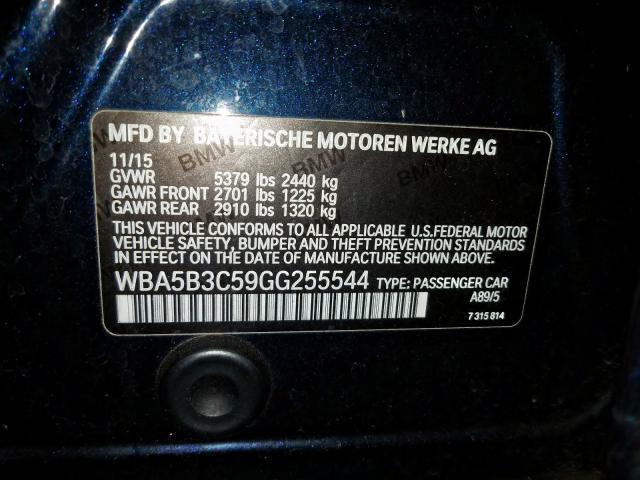 MFD BY BAYERISCHE MOTOREN WERKE AG
11/15
GVWR 5379 lbs 2440 kg
GAWR FRONT 2701 lbs 1225 kg
GAWR REAR 2910 lbs 1320 kg
THIS VEHICLE CONFORMS TO ALL APPLICABLE U.S.FEDERAL MOTOR
VEHICLE SAFETY, BUMPER AND THEFT PREVENTION STANDARDS
IN EFFECT ON THE DATE OF MANUFACTURE SHOWN ABOVE.
WBA5B3C59GG255544 TYPE: PASSENGER CAR
A89/5
7 315 814
BMW
BMW
BMW